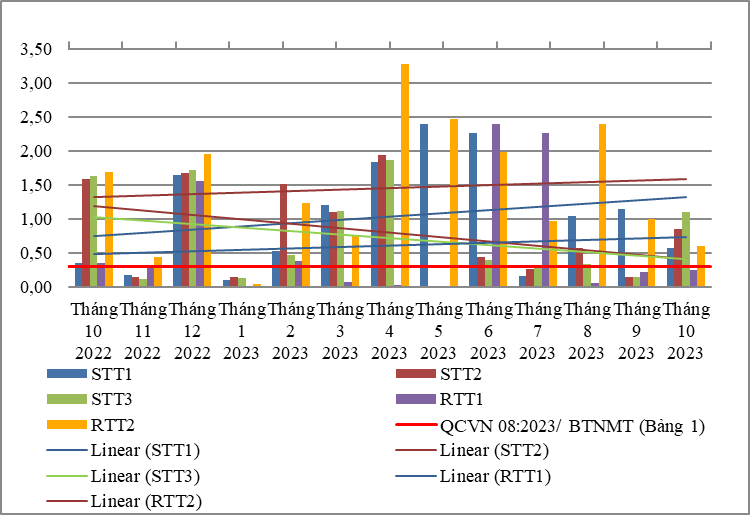 3,50
3,00
2,50
2,00
1,50
1,00
0,50
0,00
Tháng Tháng Tháng Tháng Tháng Tháng Tháng Tháng Tháng Tháng Tháng Tháng Tháng
10 11 12 1 2 3 4 5 6 7 8 9 10
2022 2022 2022 2023 2023 2023 2023 2023 2023 2023 2023 2023 2023
STT1 STT2
STT3 RTT1
RTT2 QCVN 08:2023/ BTNMT (Bảng 1)
Linear (STT1) Linear (STT2)
Linear (STT3) Linear (RTT1)
Linear (RTT2)